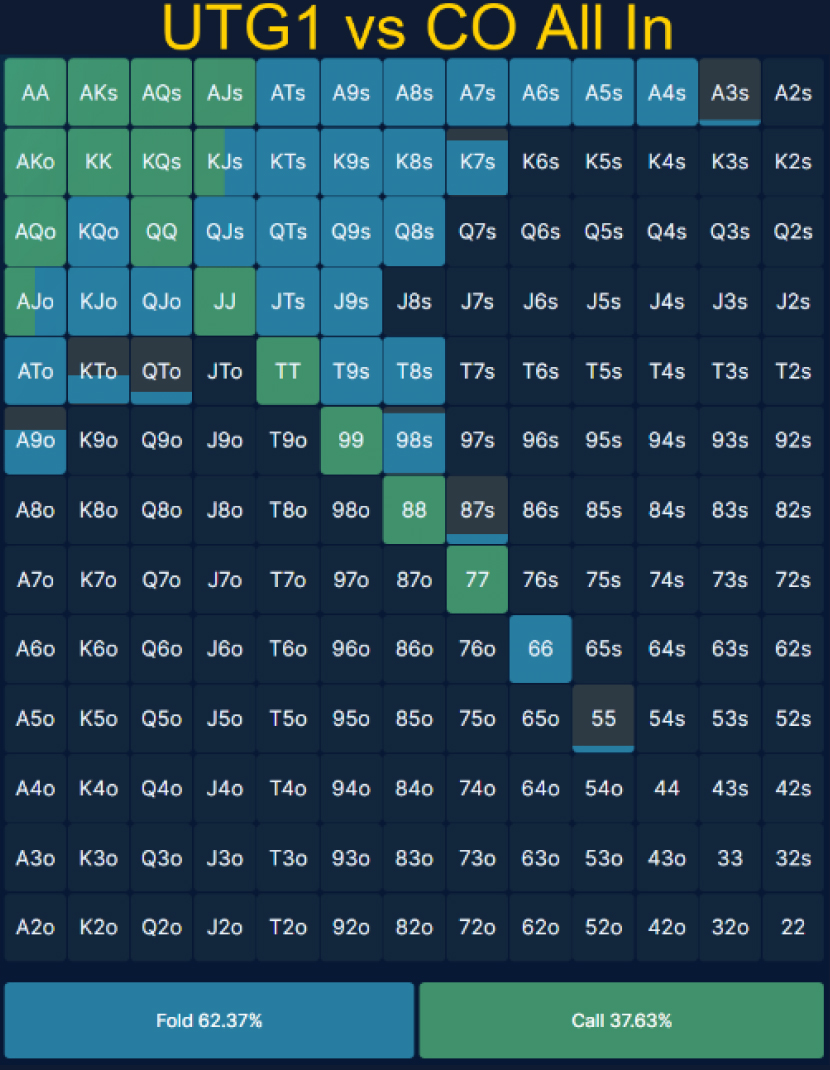 UTG1 vs CO All In
AA AKs AQs AJs ATs A9s A8s A7s A6s A5s A4s A3s A2s
AKo KK KQs KJs KTs K9s K8s K7s K6s K5s K4s K3s K2s
AQo KQo QQ QJs QTs Q9s Q8s Q7s Q6s Q5s Q4s Q3s Q2s
AJo KJo QJo JJ JTs J9s J8s J7s J6s J5s J4s J3s J2s
ATo KTo QTo JTo TT T9s T8s T7s T6s T5s T4s T3s T2s
A9o K9o Q9o J9o T9o 99 98s 97s 96s 95s 94s 93s 92s
A8o K8o Q8o J8o T8o 98o 88 87s 86s 85s 84s 83s 82s
A7o K7o Q7o J7o T7o 97o 87o 77 76s 75s 74s 73s 72s
A6o K6o Q6o J6o T6o 96o 86o 76o 66 65s 64s 63s 62s
A5o K5o Q5o J5o T5o 95o 85o 75o 65o 55 54s 53s 52s
A4o K4o Q4o J4o T4o 94o 84o 74o 64o 54o 44 43s 42s
A3o K3o Q3o J3o T3o 93o 83o 73o 63o 53o 43o 33 32s
A2o K2o Q2o J2o T2o 92o 82o 72o 62o 52o 42o 32o 22
Fold 62.37% Call 37.63%